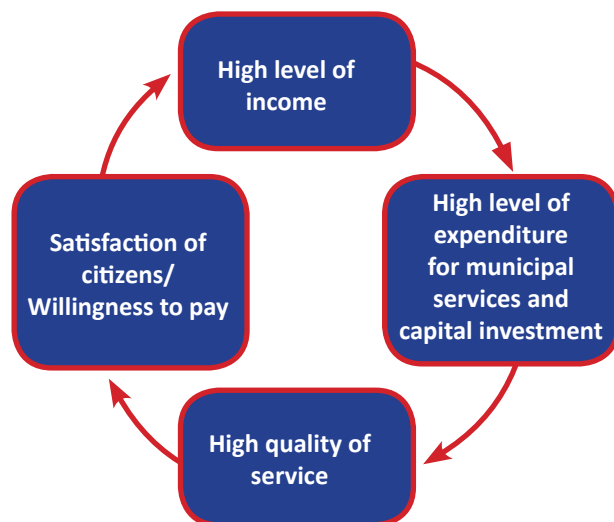 High level of
income
High level of
expenditure
for municipal
services and
capital investment
High quality of
service
Satisfaction of
citizens/
Willingness to pay